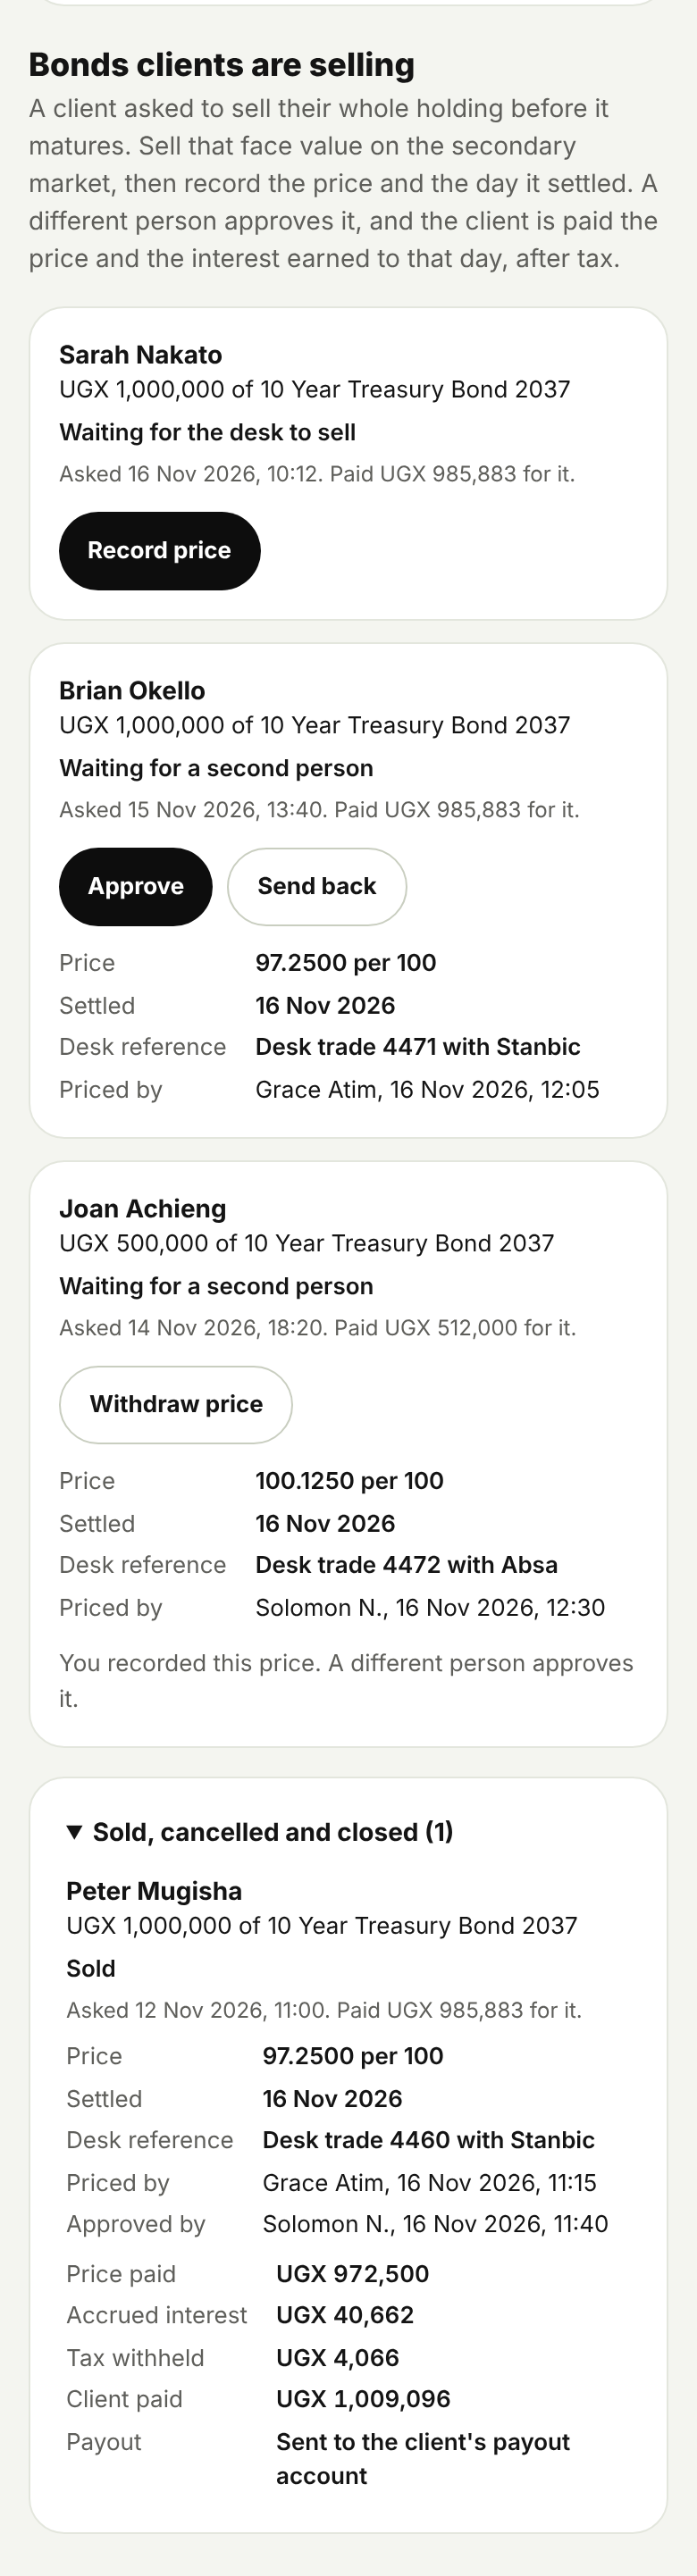 Bonds clients are selling
A client asked to sell their whole holding before it
matures. Sell that face value on the secondary
market, then record the price and the day it settled. A
different person approves it, and the client is paid the
price and the interest earned to that day, after tax.
Sarah Nakato
UGX 1,000,000 of 10 Year Treasury Bond 2037
Waiting for the desk to sell
Asked 16 Nov 2026, 10:12. Paid UGX 985,883 for it.
Record price
Brian Okello
UGX 1,000,000 of 10 Year Treasury Bond 2037
Waiting for a second person
Asked 15 Nov 2026, 13:40. Paid UGX 985,883 for it.
Approve Send back
Price 97.2500 per 100
Settled 16 Nov 2026
Desk reference Desk trade 4471 with Stanbic
Priced by Grace Atim, 16 Nov 2026, 12:05
Joan Achieng
UGX 500,000 of 10 Year Treasury Bond 2037
Waiting for a second person
Asked 14 Nov 2026, 18:20. Paid UGX 512,000 for it.
Withdraw price
Price 100.1250 per 100
Settled 16 Nov 2026
Desk reference Desk trade 4472 with Absa
Priced by Solomon N., 16 Nov 2026, 12:30
You recorded this price. A different person approves
it.
▼ Sold, cancelled and closed (1)
Peter Mugisha
UGX 1,000,000 of 10 Year Treasury Bond 2037
Sold
Asked 12 Nov 2026, 11:00. Paid UGX 985,883 for it.
Price 97.2500 per 100
Settled 16 Nov 2026
Desk reference Desk trade 4460 with Stanbic
Priced by Grace Atim, 16 Nov 2026, 11:15
Approved by Solomon N., 16 Nov 2026, 11:40
Price paid UGX 972,500
Accrued interest UGX 40,662
Tax withheld UGX 4,066
Client paid UGX 1,009,096
Payout Sent to the client's payout
account